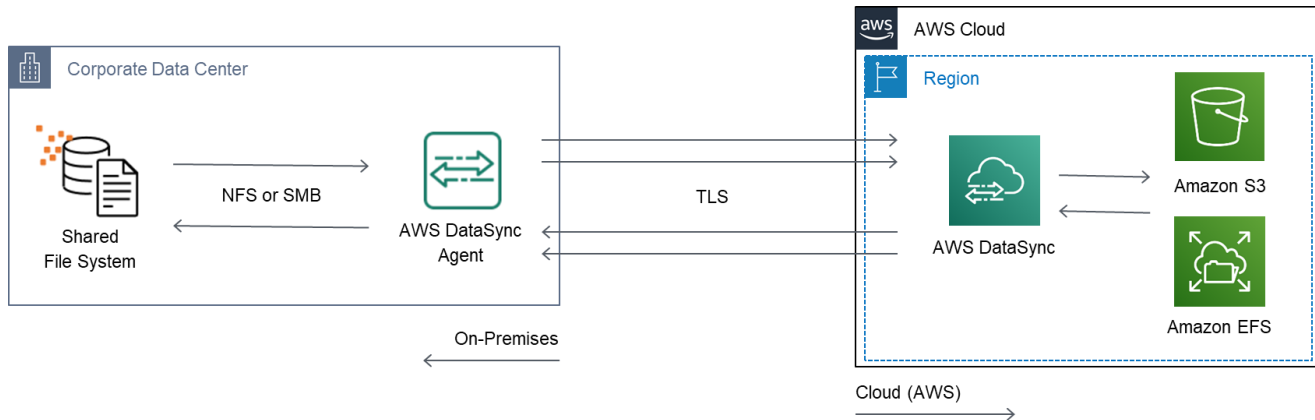 aws
AWS Cloud
Corporate Data Center
Region
NFS or SMB
Shared
File System
AWS DataSync
Agent
TLS
AWS DataSync
Amazon S3
Amazon EFS
On-Premises
Cloud (AWS)